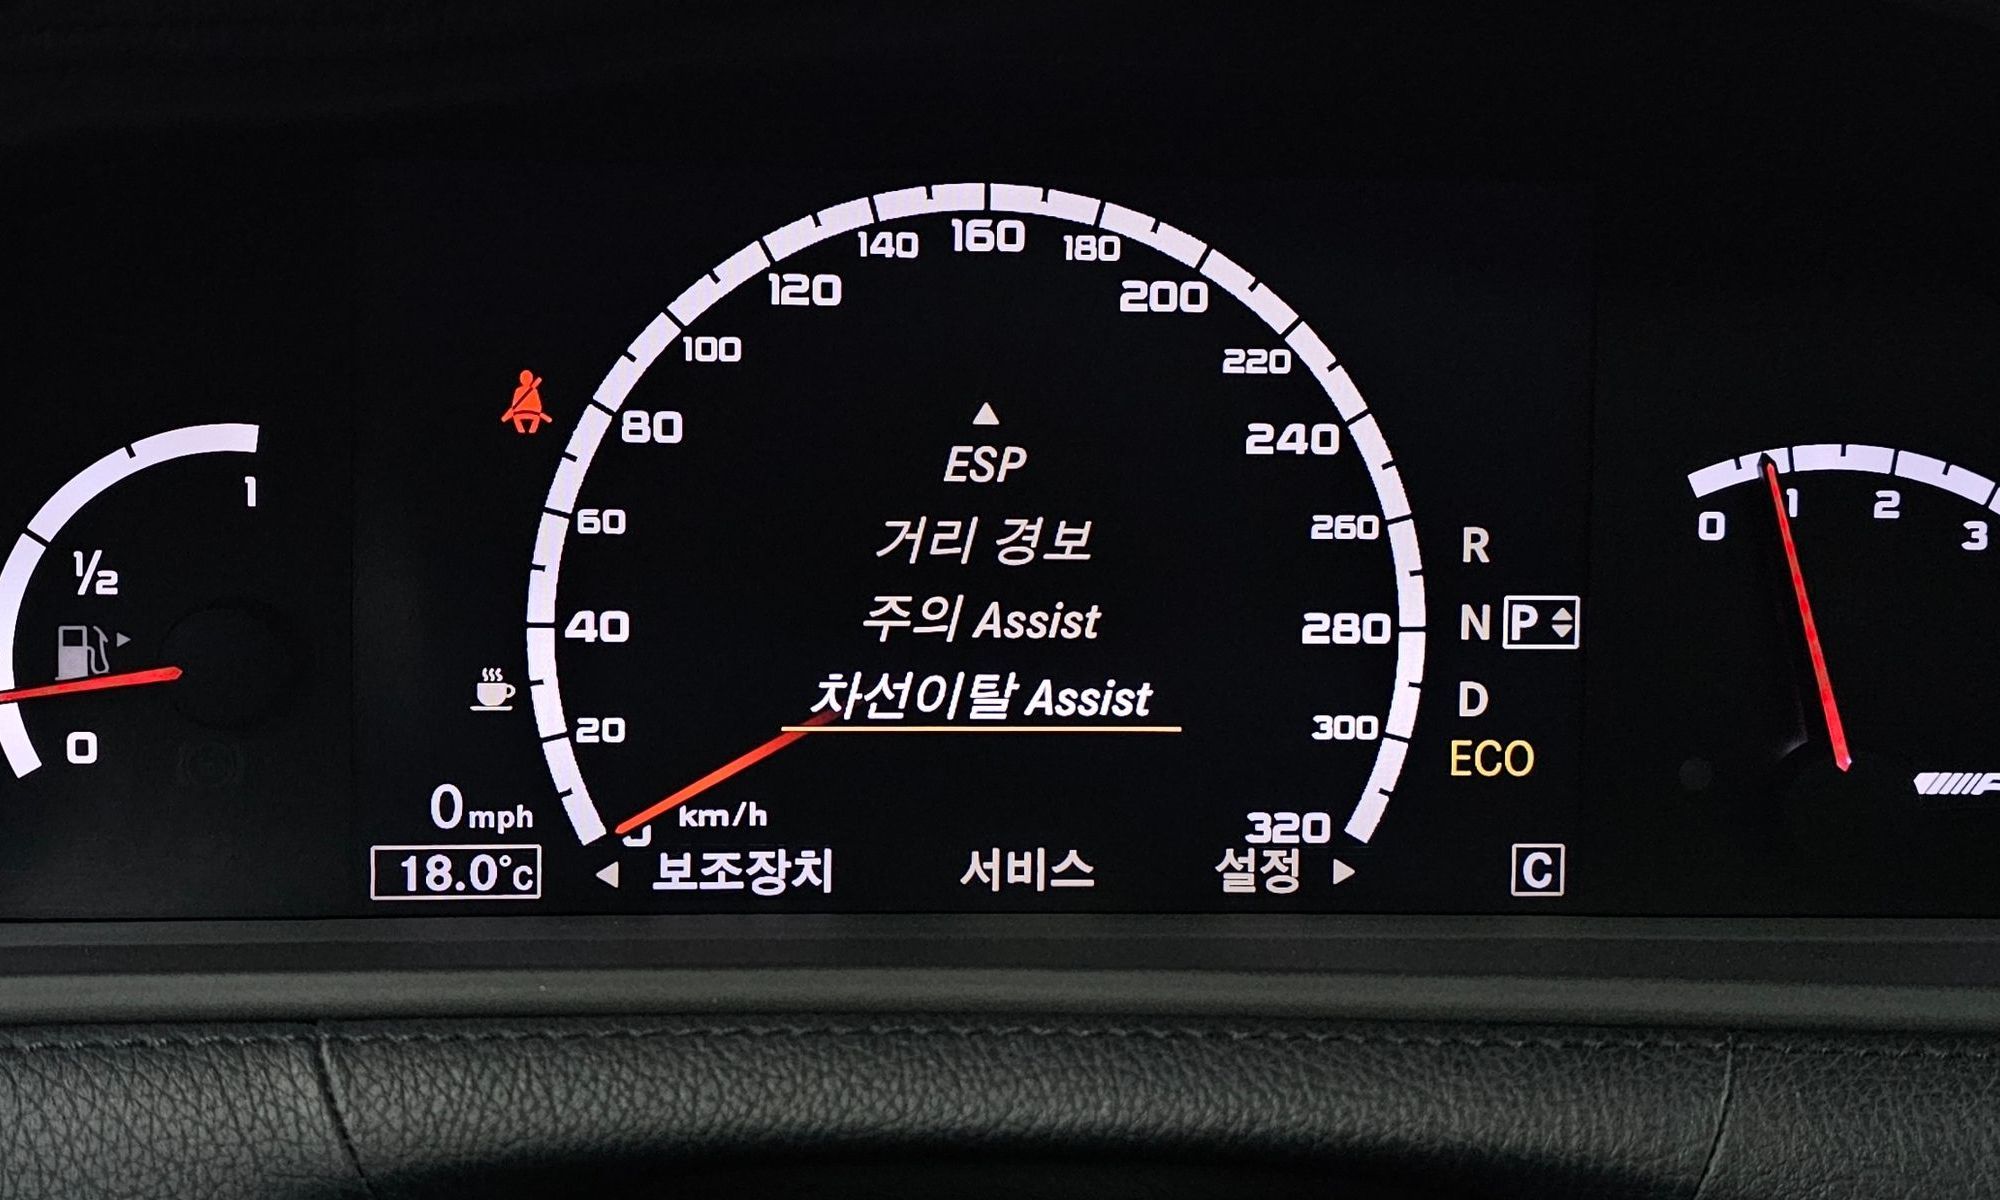 140 160 180
120 200
100 220
80 240
60 260
40 280
20 300
320
km/h
ESP
거리 경보
주의 Assist
차선이탈 Assist
보조장치 서비스 설정
1
1/2
0
0 mph
18.0°C
R
N P
D
ECO
C
0 1 2 3